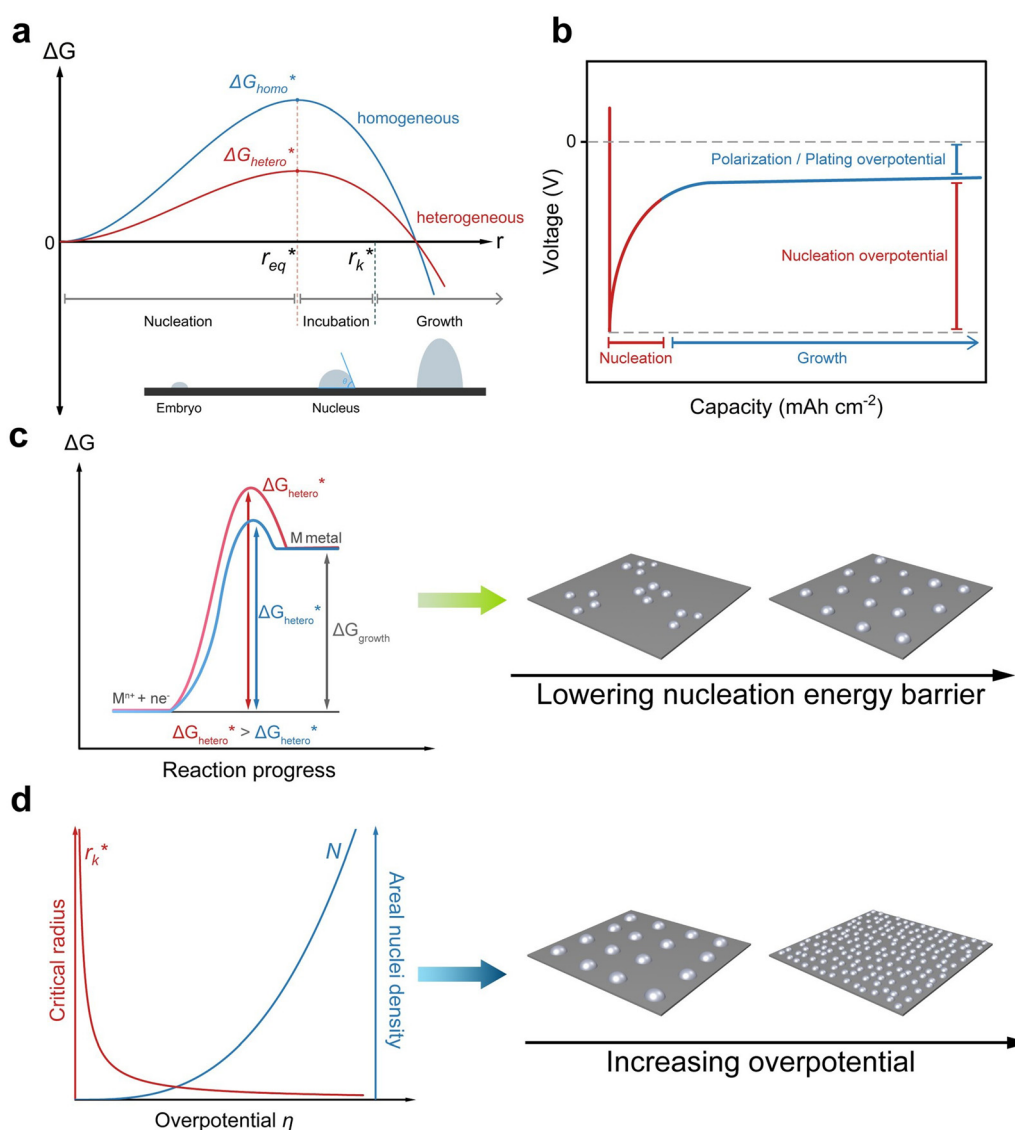 a
ΔG
ΔG_homo*
homogeneous
ΔG_hetero*
heterogeneous
0
r
r_eq*
r_k*
Nucleation
Incubation
Growth
θ
Embryo
Nucleus
b
0
Voltage (V)
Polarization / Plating overpotential
Nucleation overpotential
Nucleation
Growth
Capacity (mAh cm⁻²)
c
ΔG
ΔG_hetero*
M metal
ΔG_hetero*
ΔG_growth
Mⁿ⁺ + ne⁻
ΔG_hetero* > ΔG_hetero*
Reaction progress
Lowering nucleation energy barrier
d
r_k*
N
Critical radius
Areal nuclei density
Overpotential η
Increasing overpotential